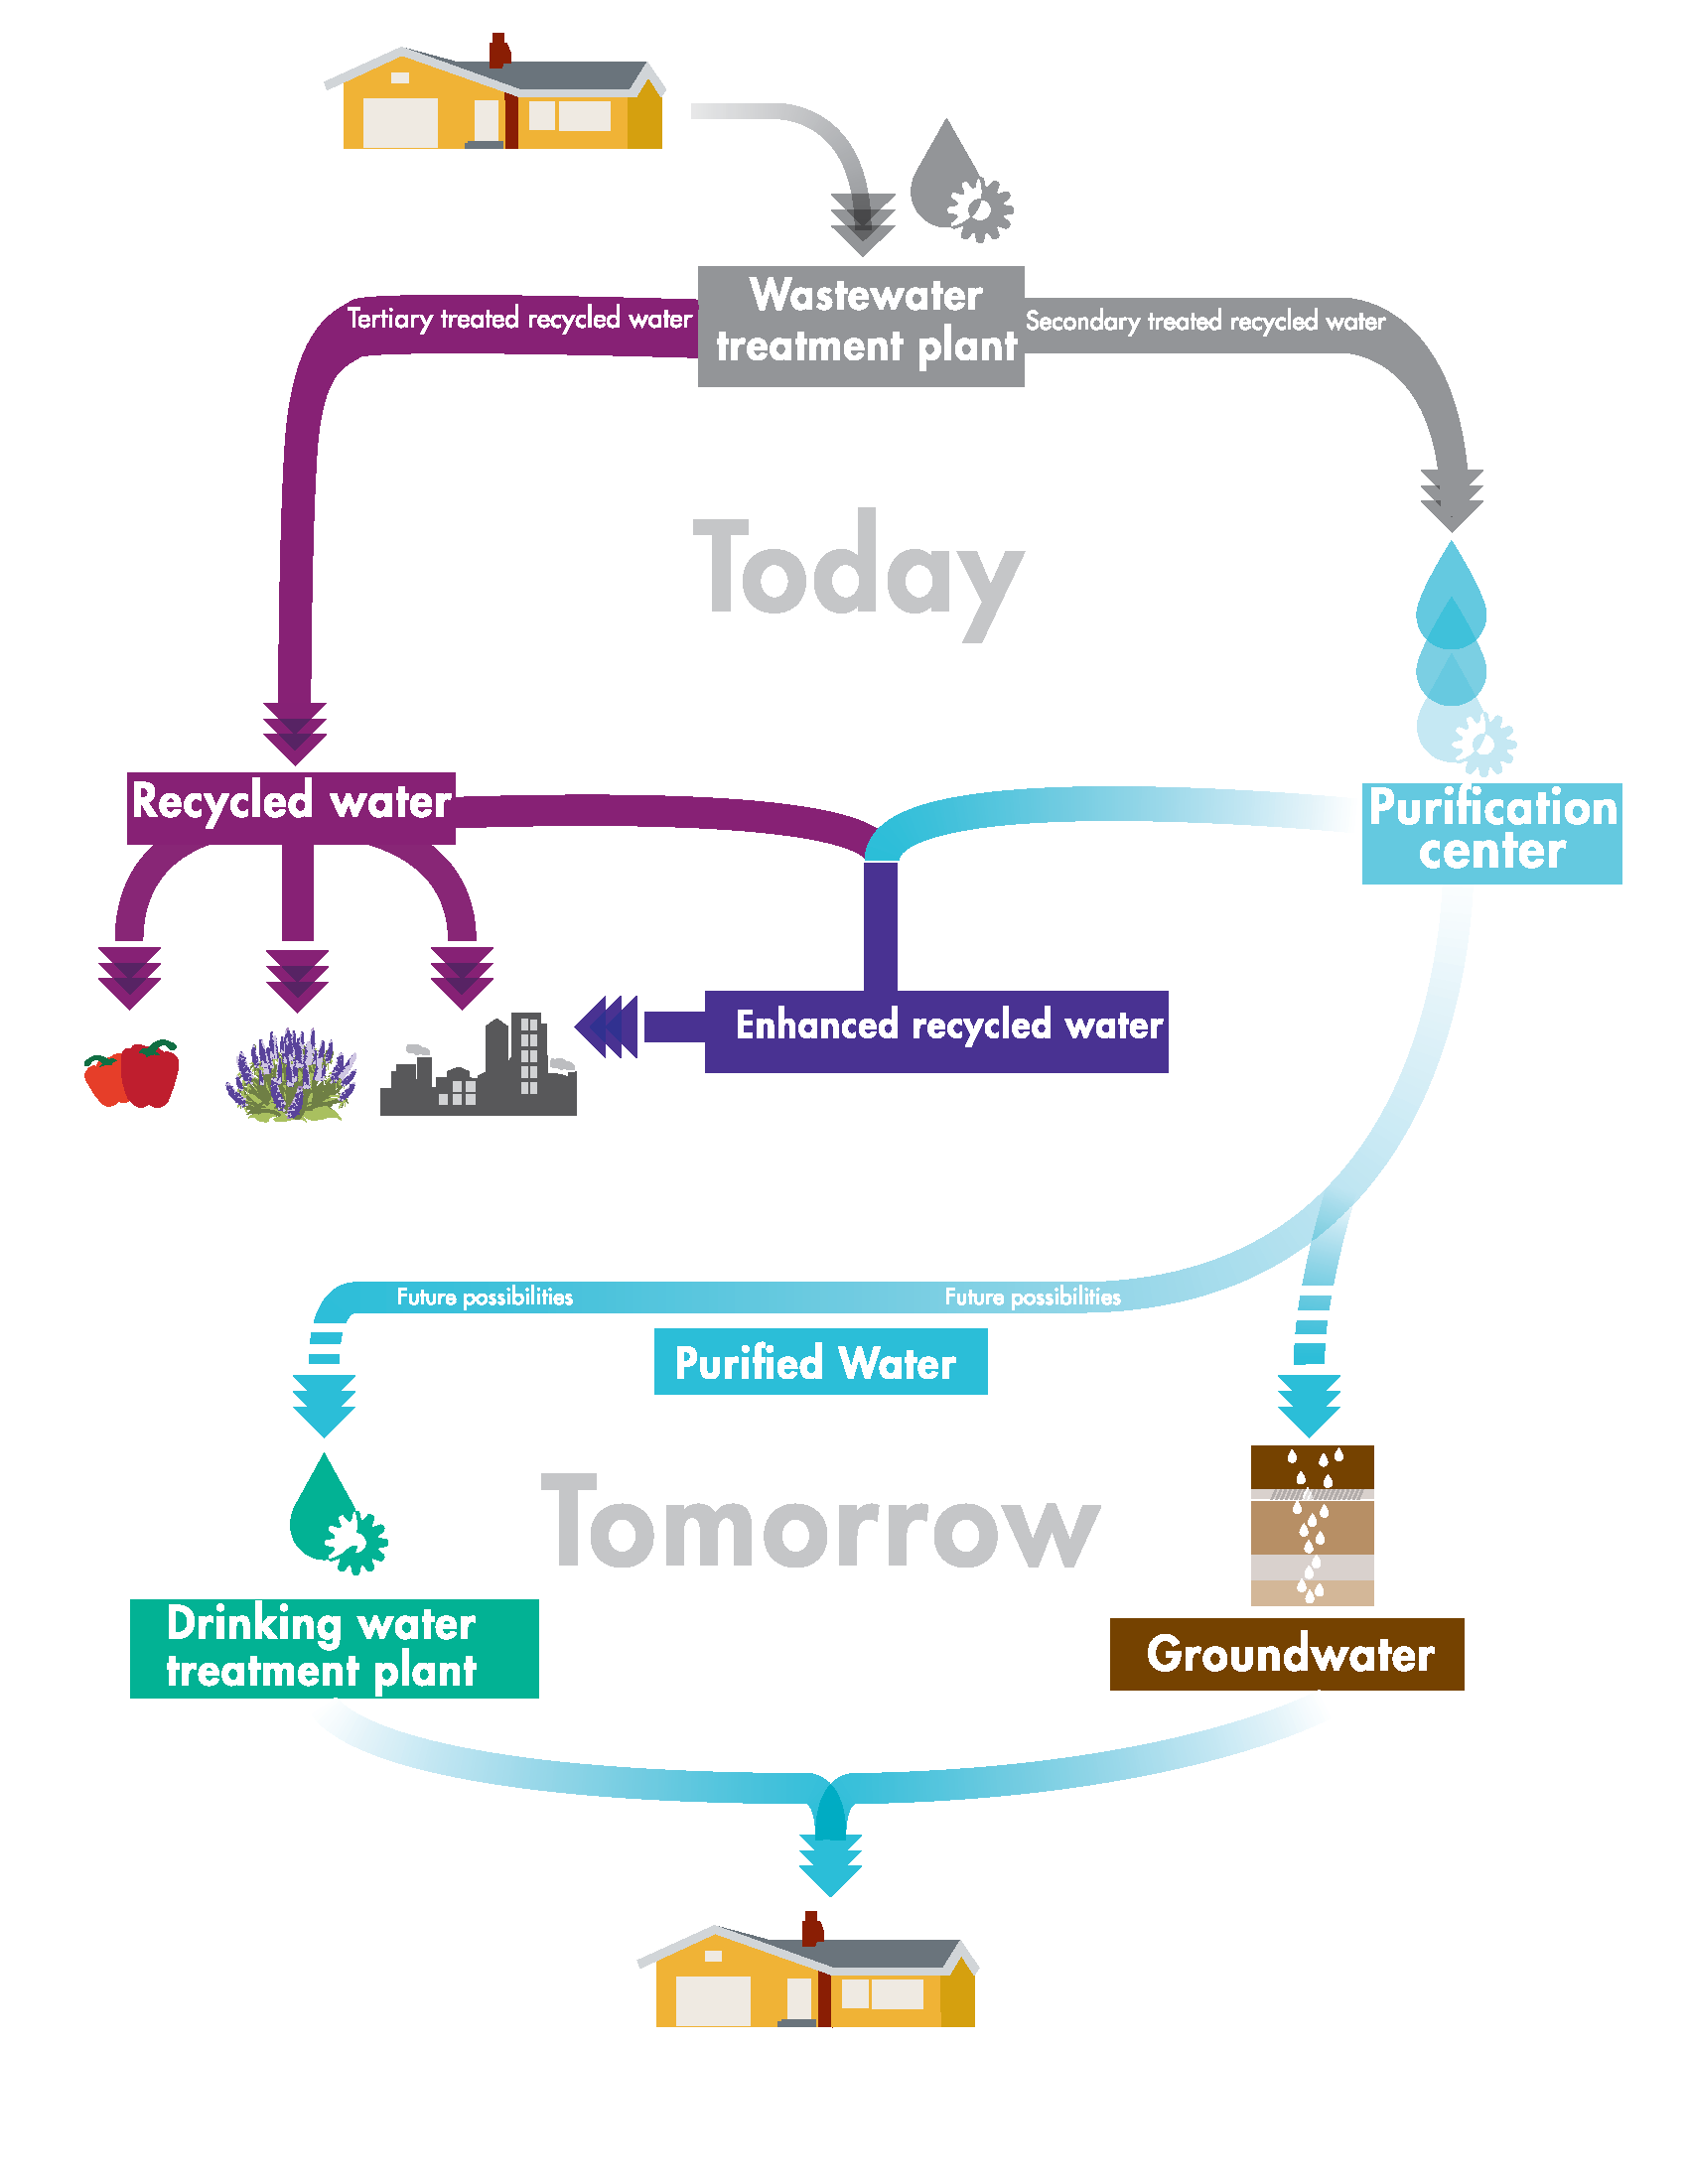 Wastewater
treatment plant
Tertiary treated recycled water
Secondary treated recycled water
Today
Recycled water
Purification
center
Enhanced recycled water
Future possibilities
Future possibilities
Purified Water
Tomorrow
Drinking water
treatment plant
Groundwater